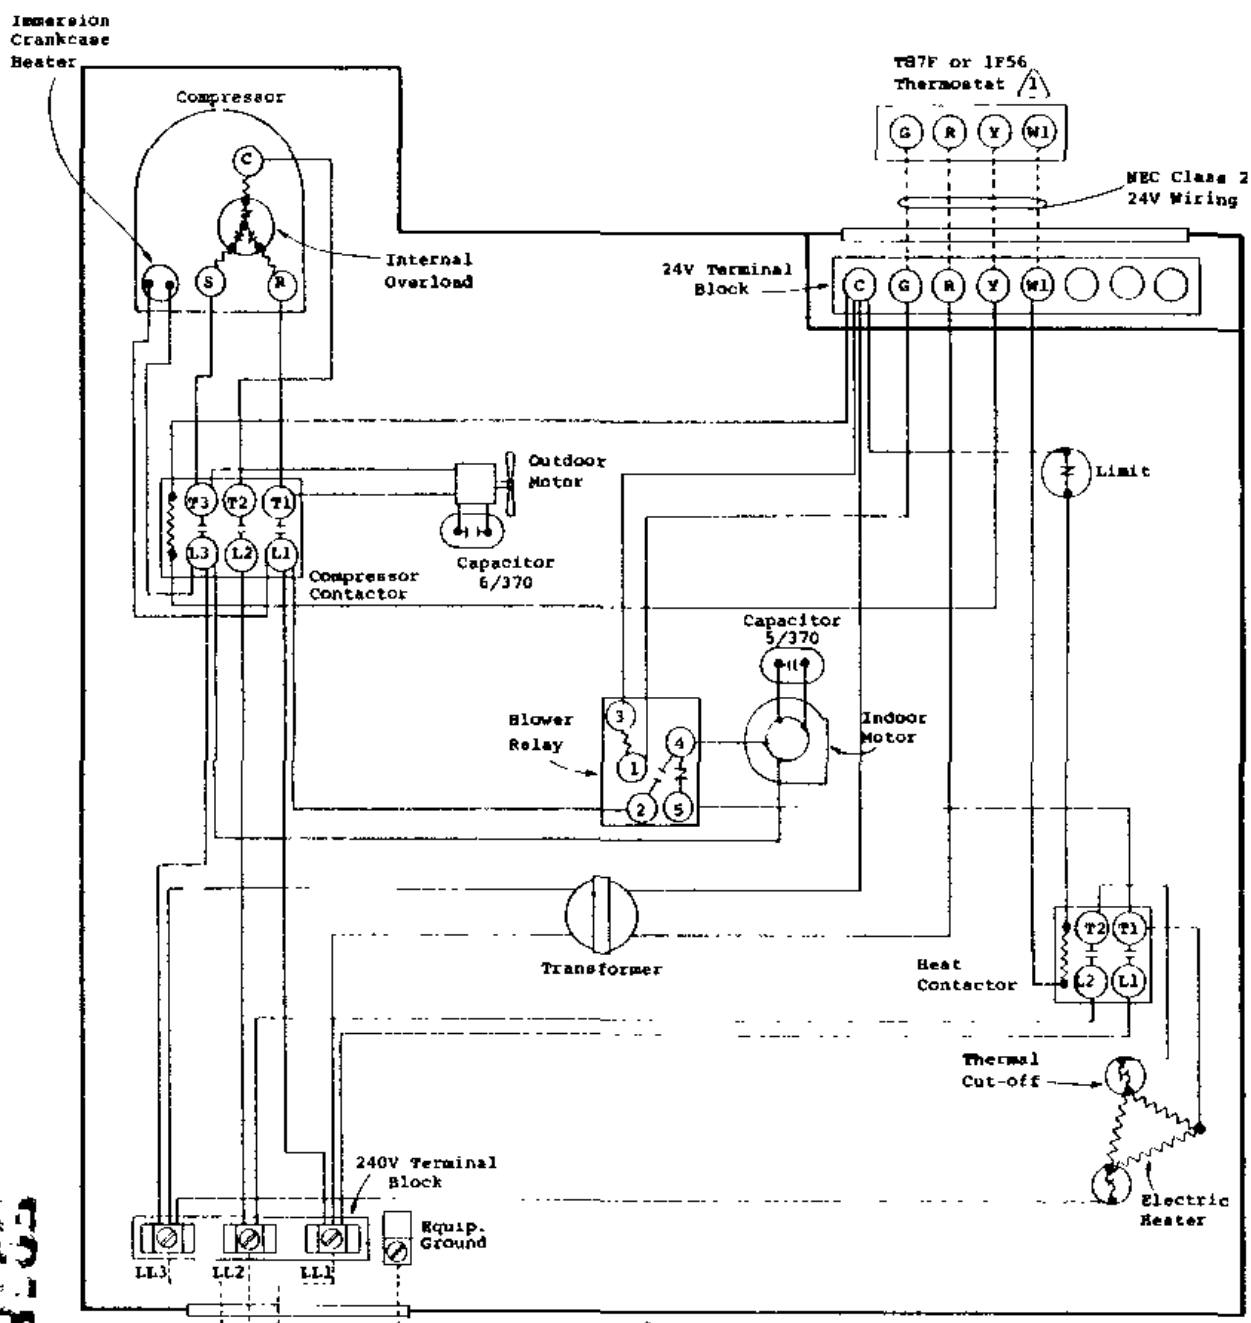 Immersion
Crankcase
Heater
Compressor
C
S
R
Internal
Overload
T87F or 1F56
Thermostat 1
G R Y W1
NEC Class 2
24V Wiring
24V Terminal
Block
C G R Y W1
Limit
Outdoor
Motor
Capacitor
6/370
T3 T2 T1
L3 L2 L1
Compressor
Contactor
Capacitor
5/370
Blower
Relay
3
4
1
2
5
Indoor
Motor
Transformer
Heat
Contactor
T2 T1
L2 L1
Thermal
Cut-off
Electric
Heater
240V Terminal
Block
Equip.
Ground
LL3 LL2 LL1